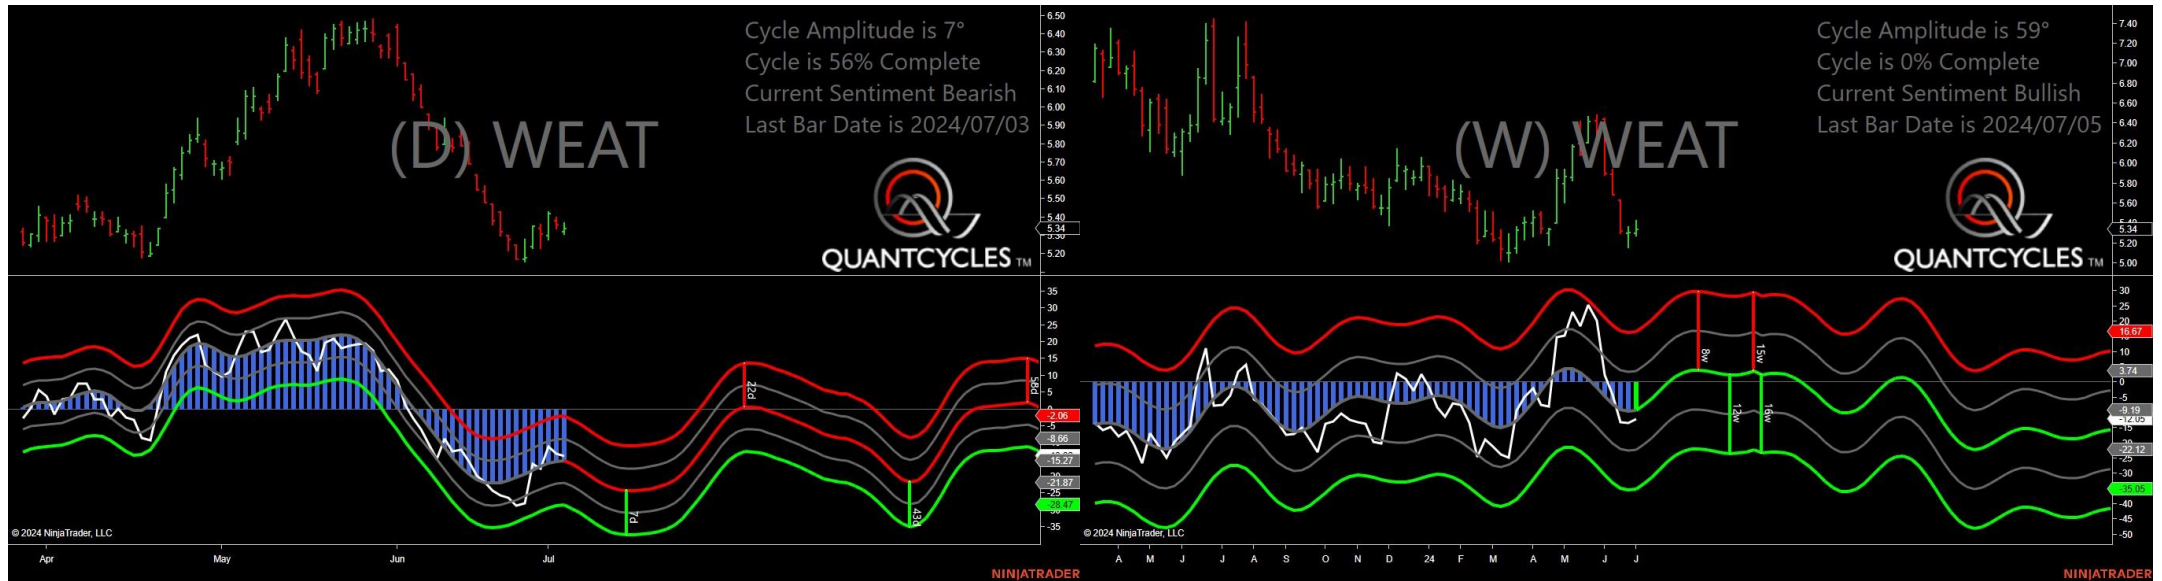 Cycle Amplitude is 7°
Cycle is 56% Complete
Current Sentiment Bearish
Last Bar Date is 2024/07/03
(D) WEAT
QUANTCYCLES TM
6.50
6.40
6.30
6.20
6.10
6.00
5.90
5.80
5.70
5.60
5.50
5.40
5.34
5.30
5.20
35
30
25
20
15
10
5
-2.06
-5
-8.66
-15.27
-21.87
-25
-28.47
-35
7d
22d
43d
58d
© 2024 NinjaTrader, LLC
Apr May Jun Jul
NINJATRADER
Cycle Amplitude is 59°
Cycle is 0% Complete
Current Sentiment Bullish
Last Bar Date is 2024/07/05
(W) WEAT
QUANTCYCLES TM
7.40
7.20
7.00
6.80
6.60
6.40
6.20
6.00
5.80
5.60
5.34
5.20
5.00
30
25
16.67
10
3.74
0
-5
-9.19
-12.05
-15
-22.12
-25
-30
-35.05
-40
-45
-50
8w
12w
15w
16w
© 2024 NinjaTrader, LLC
A M J J A S O N D 24 F M A M J J
NINJATRADER